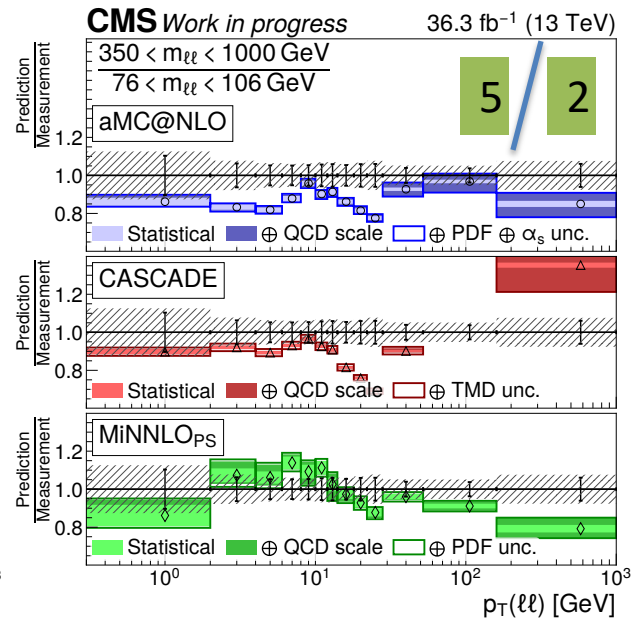 CMS Work in progress 36.3 fb⁻¹ (13 TeV)
350 < mℓℓ < 1000 GeV
76 < mℓℓ < 106 GeV
5 / 2
aMC@NLO
Prediction
Measurement
1.2
1.0
0.8
Statistical ⊕ QCD scale ⊕ PDF ⊕ αs unc.
CASCADE
Prediction
Measurement
1.2
1.0
0.8
Statistical ⊕ QCD scale ⊕ TMD unc.
MiNNLOPS
Prediction
Measurement
1.2
1.0
0.8
Statistical ⊕ QCD scale ⊕ PDF unc.
10⁰ 10¹ 10² 10³
pT(ℓℓ) [GeV]